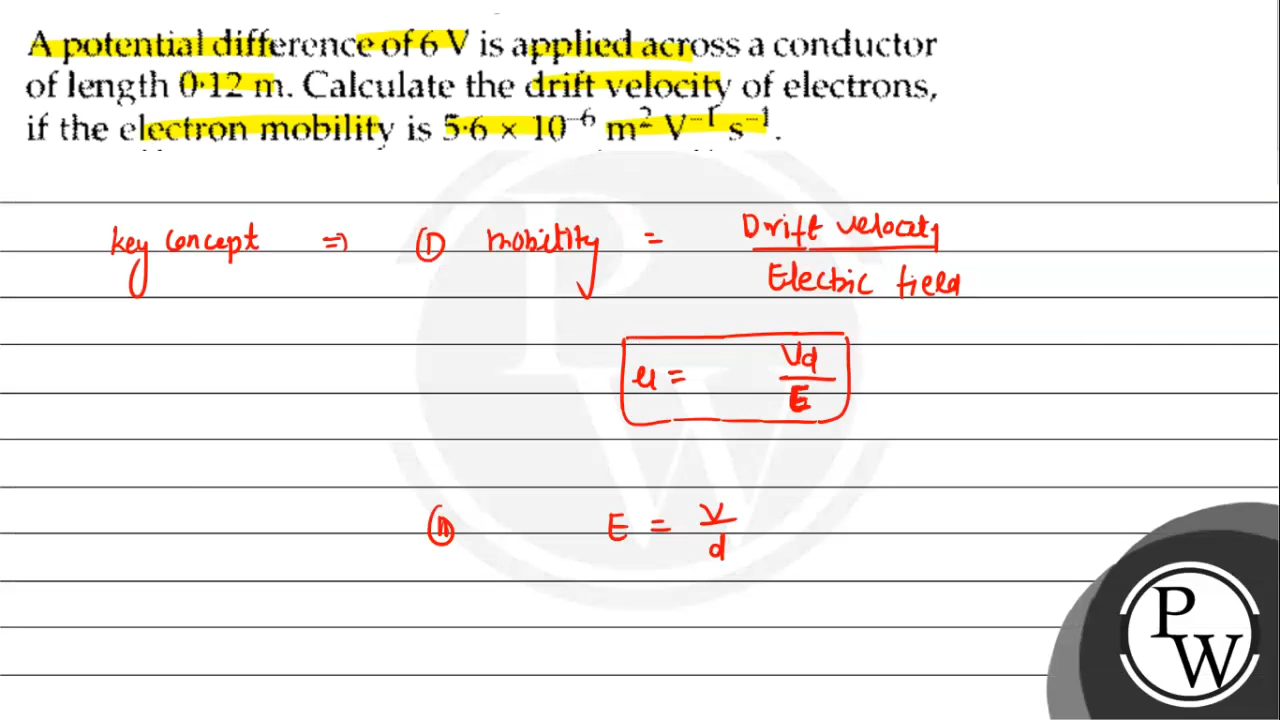 A potential difference of 6 V is applied across a conductor
of length 0·12 m. Calculate the drift velocity of electrons,
if the electron mobility is 5·6 × 10⁻⁶ m² V⁻¹ s⁻¹.
key concept ⇒ (I) mobility = Drift velocity
Electric field
μ = Vd
E
(II) E = V
d
P
W